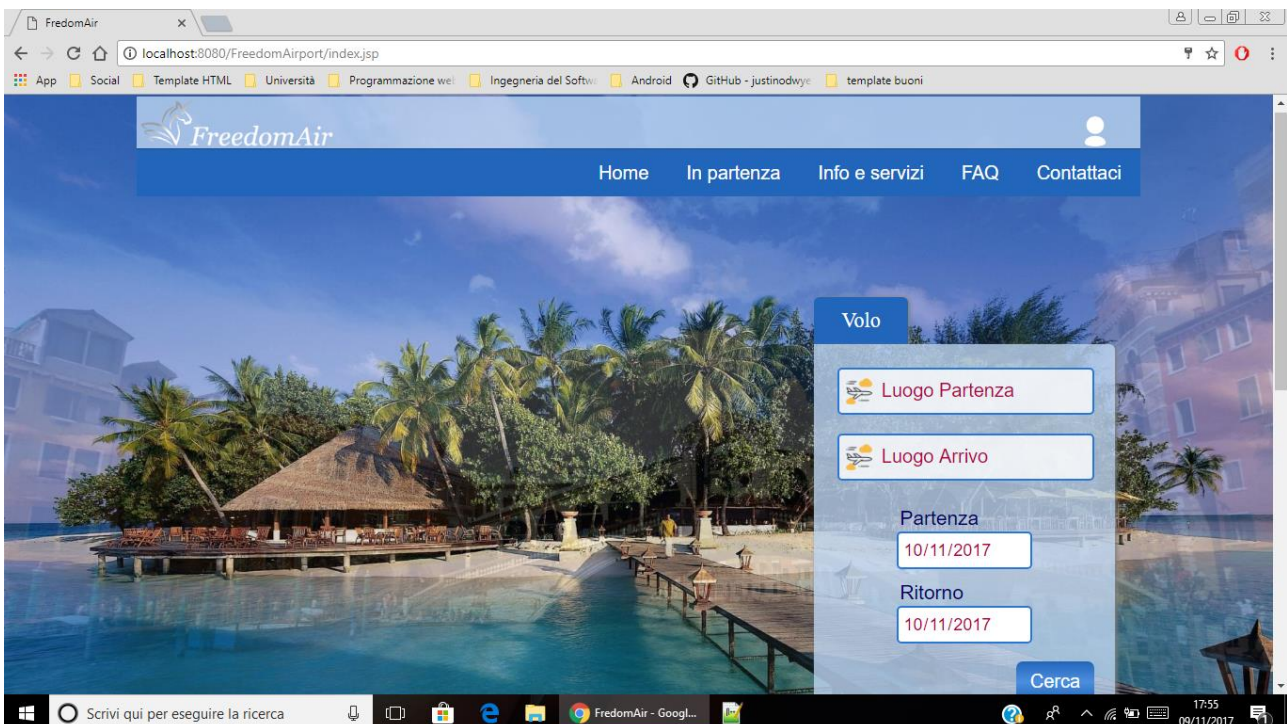 FredomAir
localhost:8080/FreedomAirport/index.jsp
App Social Template HTML Università Programmazione we Ingegneria del Softw Android GitHub - justinodwy template buoni
FreedomAir
Home In partenza Info e servizi FAQ Contattaci
Volo
Luogo Partenza
Luogo Arrivo
Partenza
10/11/2017
Ritorno
10/11/2017
Cerca
Scrivi qui per eseguire la ricerca
FredomAir - Googl...
17:55
09/11/2017